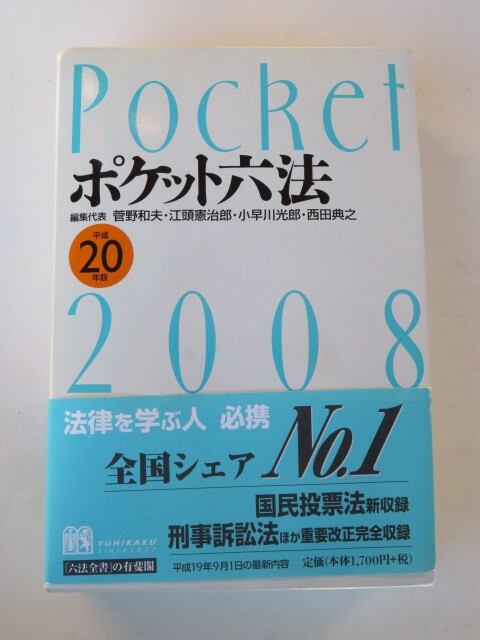 Pocket
ポケット六法
編集代表 菅野和夫・江頭憲治郎・小早川光郎・西田典之
平成
20
年版
2008
法律を学ぶ人 必携
全国シェア No.1
国民投票法新収録
刑事訴訟法ほか重要改正完全収録
YUHIKAKU
Since 1877
「六法全書」の有斐閣
平成19年9月1日の最新内容
定価(本体1,700円+税)